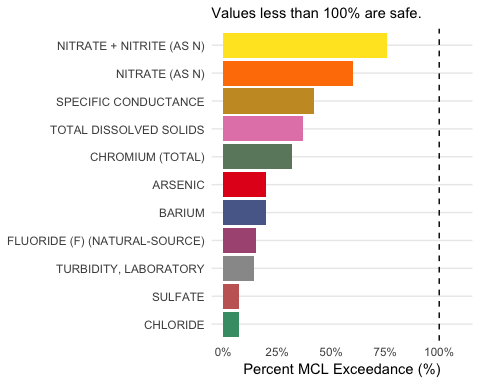 Values less than 100% are safe.
NITRATE + NITRITE (AS N)
NITRATE (AS N)
SPECIFIC CONDUCTANCE
TOTAL DISSOLVED SOLIDS
CHROMIUM (TOTAL)
ARSENIC
BARIUM
FLUORIDE (F) (NATURAL-SOURCE)
TURBIDITY, LABORATORY
SULFATE
CHLORIDE
0% 25% 50% 75% 100%
Percent MCL Exceedance (%)